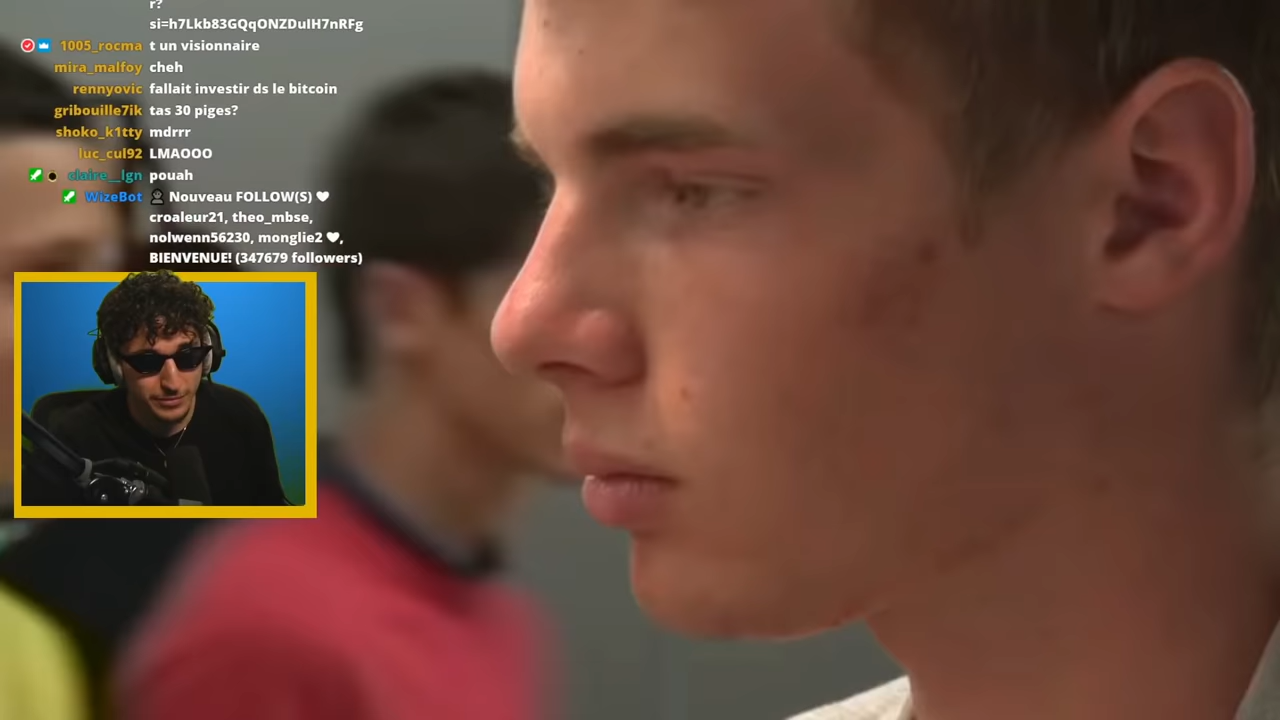 r?
si=h7Lkb83GQqONZDuIH7nRFg
1005_rocma t un visionnaire
mira_malfoy cheh
rennyovic fallait investir ds le bitcoin
gribouille7ik tas 30 piges?
shoko_k1tty mdrrr
luc_cul92 LMAOOO
claire__lgn pouah
WizeBot Nouveau FOLLOW(S)
croaleur21, theo_mbse,
nolwenn56230, monglie2 ,
BIENVENUE! (347679 followers)